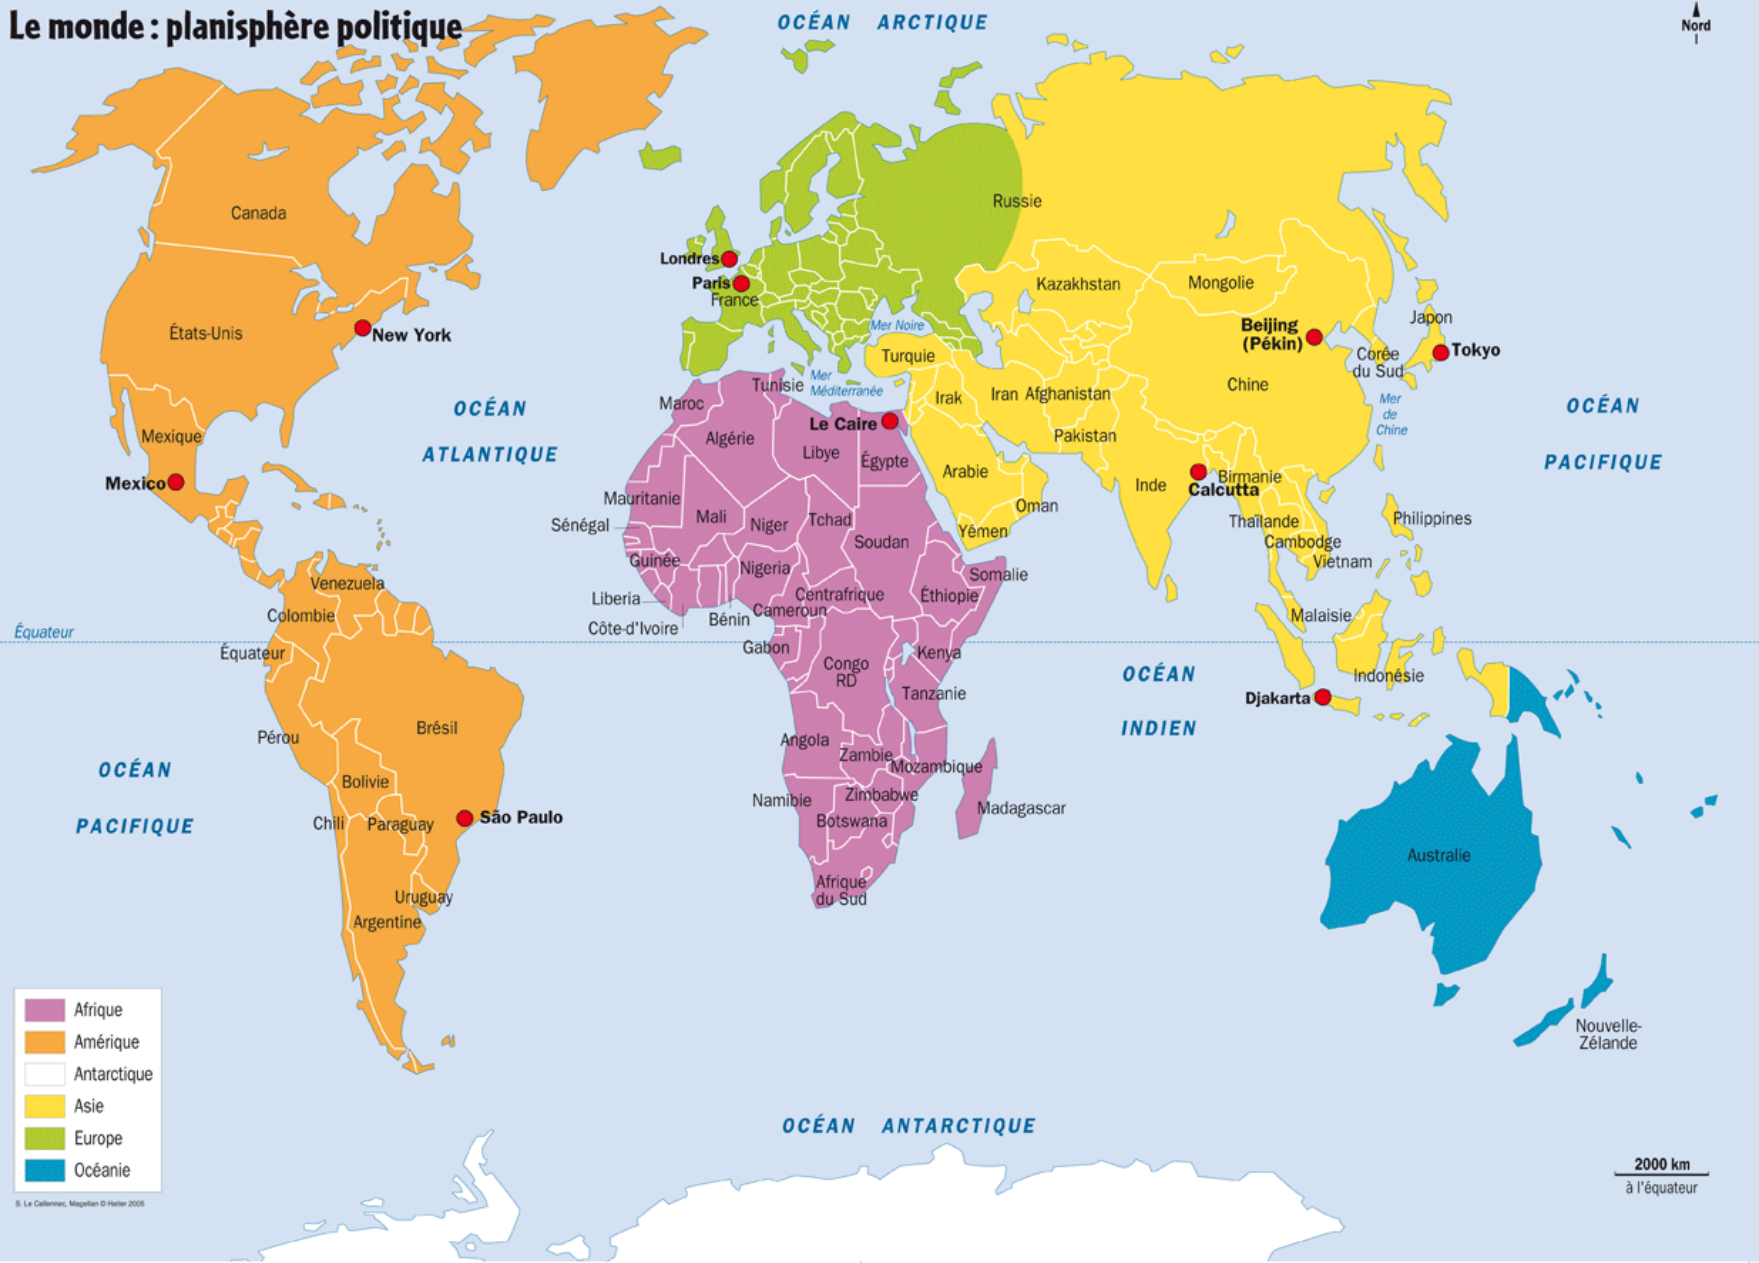 Le monde : planisphère politique
OCÉAN ARCTIQUE
Nord
Canada
Russie
Londres
Paris
France
Kazakhstan
Mongolie
États-Unis
New York
Mer Noire
Beijing
(Pékin)
Japon
Tokyo
Corée
du Sud
Turquie
Tunisie
Mer
Méditerranée
Maroc
Irak
Iran
Afghanistan
Chine
Mer
de
Chine
OCÉAN
ATLANTIQUE
OCÉAN
PACIFIQUE
Mexique
Mexico
Algérie
Le Caire
Libye
Égypte
Pakistan
Arabie
Inde
Calcutta
Birmanie
Oman
Yémen
Mauritanie
Sénégal
Mali
Niger
Tchad
Soudan
Thaïlande
Cambodge
Vietnam
Philippines
Guinée
Nigeria
Somalie
Venezuela
Colombie
Liberia
Côte-d'Ivoire
Bénin
Cameroun
Centrafrique
Éthiopie
Malaisie
Équateur
Équateur
Gabon
Congo
RD
Kenya
Tanzanie
OCÉAN
INDIEN
Indonésie
Djakarta
Pérou
Brésil
Angola
Zambie
Mozambique
OCÉAN
PACIFIQUE
Bolivie
Namibie
Zimbabwe
Botswana
Madagascar
Chili
Paraguay
São Paulo
Australie
Afrique
du Sud
Uruguay
Argentine
Nouvelle-
Zélande
Afrique
Amérique
Antarctique
Asie
Europe
Océanie
OCÉAN ANTARCTIQUE
2000 km
à l'équateur
S. Le Callennec, Magellan © Hatier 2005